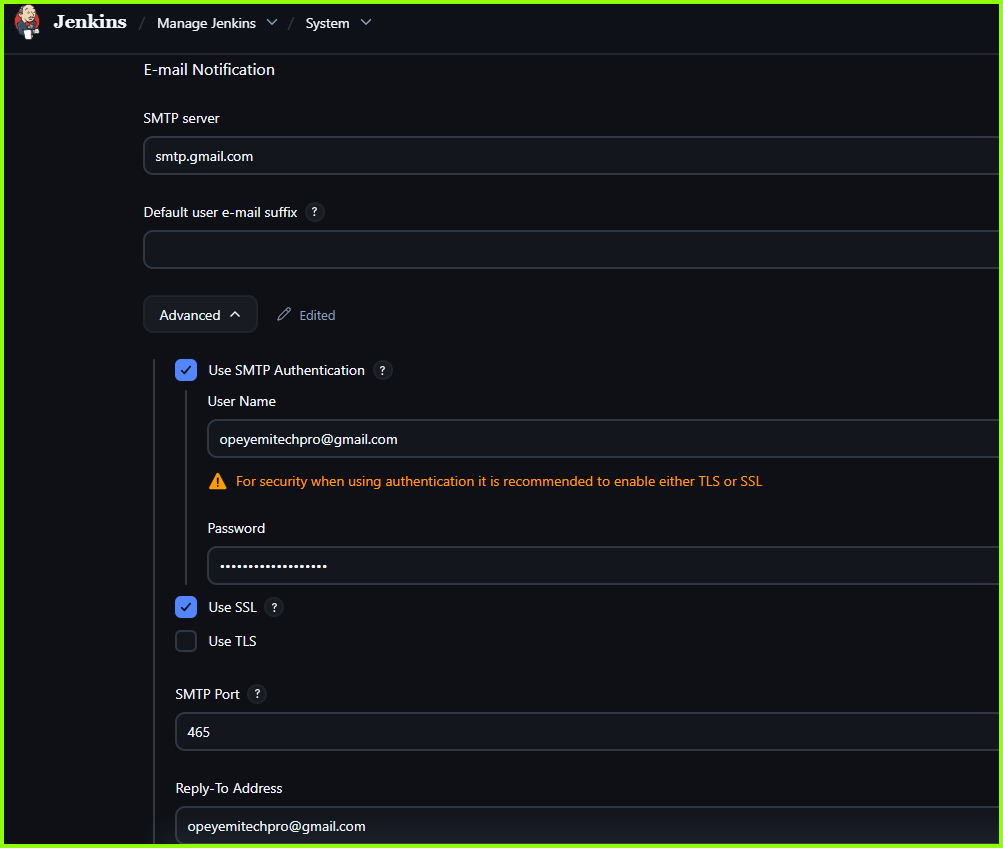 Jenkins / Manage Jenkins / System
E-mail Notification
SMTP server
smtp.gmail.com
Default user e-mail suffix ?
Advanced Edited
Use SMTP Authentication ?
User Name
opeyemitechpro@gmail.com
For security when using authentication it is recommended to enable either TLS or SSL
Password
•••••••••••••••••••
Use SSL ?
Use TLS
SMTP Port ?
465
Reply-To Address
opeyemitechpro@gmail.com